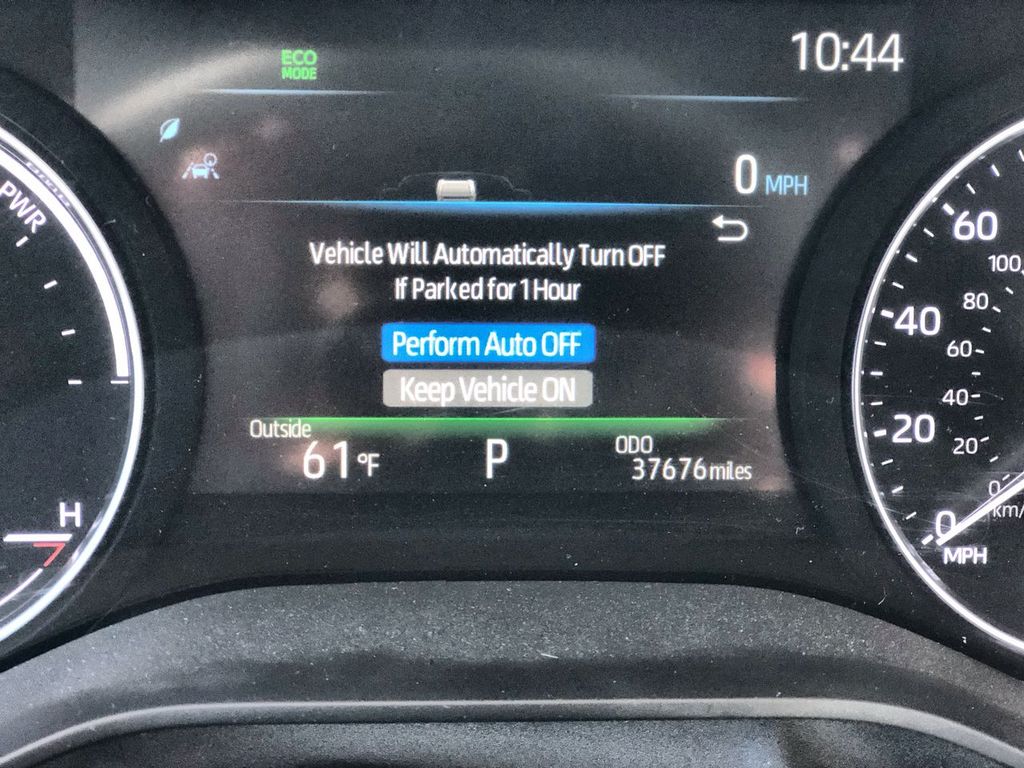 ECO
MODE
10:44
0 MPH
PWR
Vehicle Will Automatically Turn OFF
If Parked for 1 Hour
Perform Auto OFF
Keep Vehicle ON
Outside
61°F
P
ODO
37676 miles
H
60
40
20
0
MPH
100
80
60
40
20
0
km/